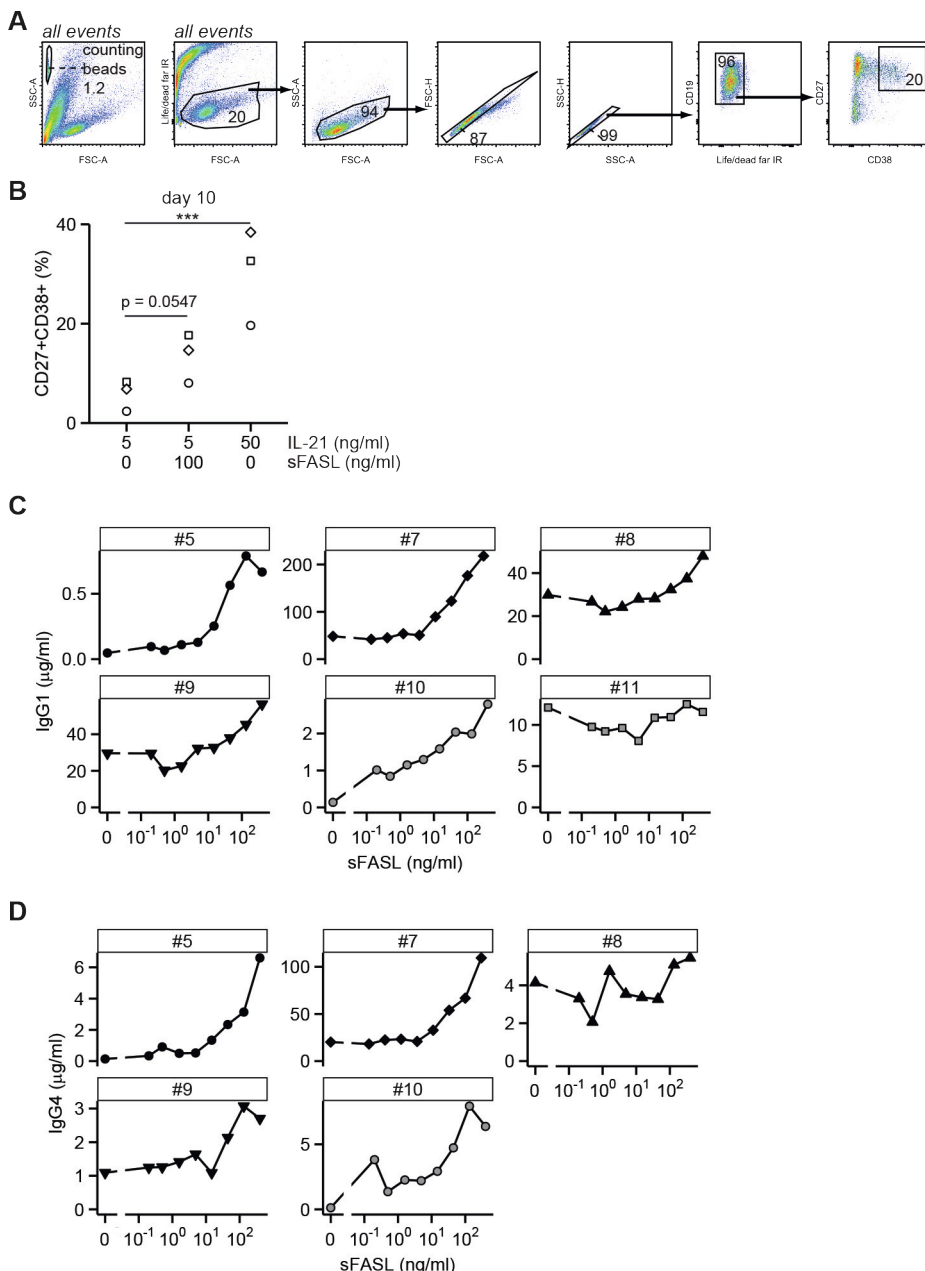 A
all events
all events
counting
beads
1.2
20
94
87
99
96
20
SSC-A
Life/dead far IR
SSC-A
FSC-H
SSC-H
CD19
CD27
FSC-A
FSC-A
FSC-A
FSC-A
SSC-A
Life/dead far IR
CD38
B
day 10
***
p = 0.0547
CD27+CD38+ (%)
40
20
0
5 5 50 IL-21 (ng/ml)
0 100 0 sFASL (ng/ml)
C
#5 #7 #8
0.5
0.0
200
100
0
40
20
0
IgG1 (µg/ml)
#9 #10 #11
40
20
0
2
1
0
10
5
0
0 10-1 100 101 102
0 10-1 100 101 102
0 10-1 100 101 102
sFASL (ng/ml)
D
#5 #7 #8
6
4
2
0
100
50
0
4
2
0
0 10-1 100 101 102
IgG4 (µg/ml)
#9 #10
3
2
1
0
5
0
0 10-1 100 101 102
0 10-1 100 101 102
sFASL (ng/ml)